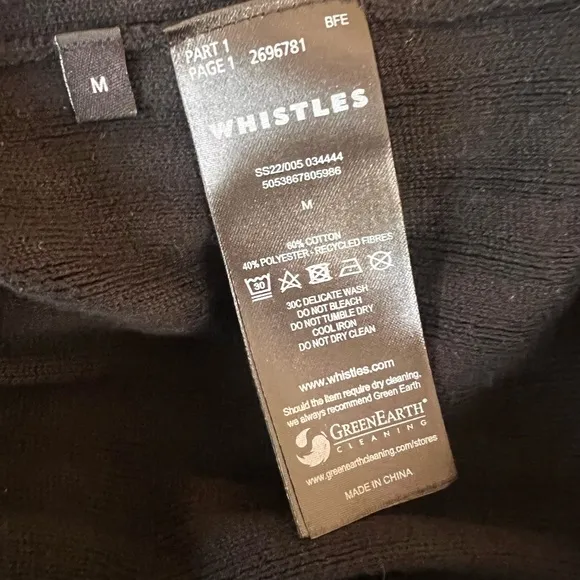 M
BFE
PART 1
PAGE 1 2696781
WHISTLES
SS22/005 034444
5053867805986
M
60% COTTON
40% POLYESTER - RECYCLED FIBRES
30
30C DELICATE WASH
DO NOT BLEACH
DO NOT TUMBLE DRY
COOL IRON
DO NOT DRY CLEAN
www.whistles.com
Should the item require dry cleaning,
we always recommend Green Earth
GREENEARTH®
CLEANING
www.greenearthcleaning.com/stores
MADE IN CHINA